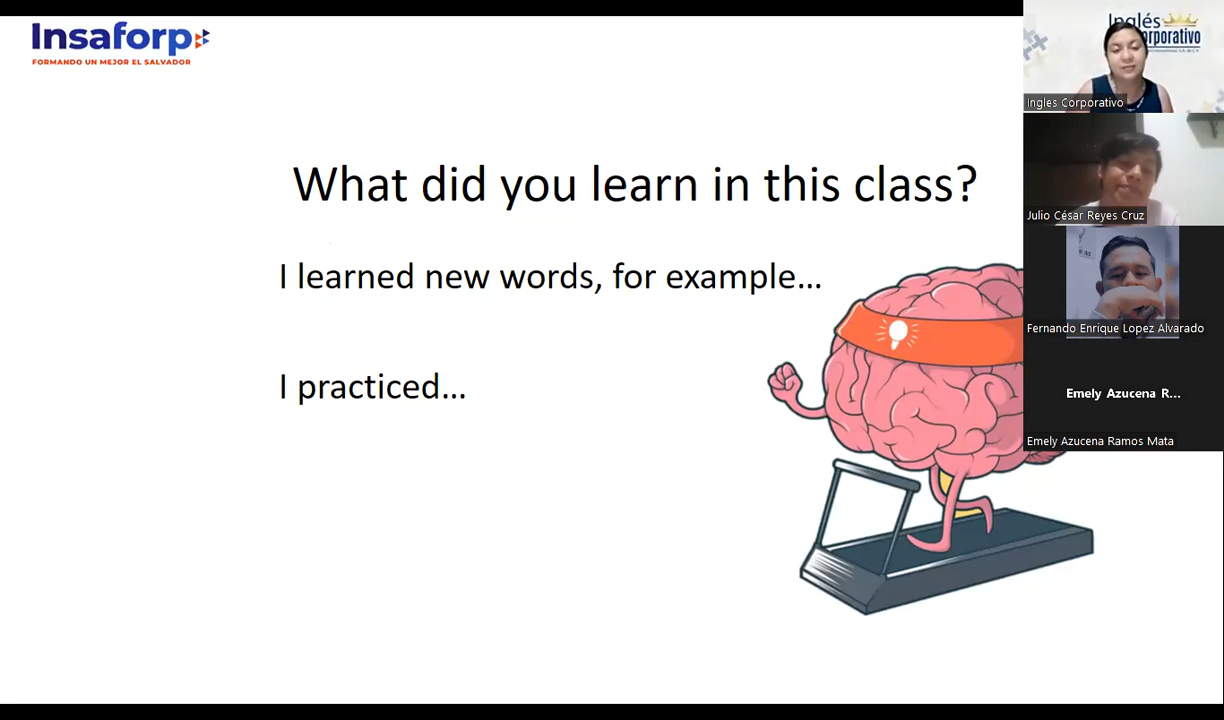 Insaforp
FORMANDO UN MEJOR EL SALVADOR
What did you learn in this class?
I learned new words, for example...
I practiced...
Inglés
Corporativo
Ingles Corporativo
Julio César Reyes Cruz
Fernando Enrique Lopez Alvarado
Emely Azucena R...
Emely Azucena Ramos Mata